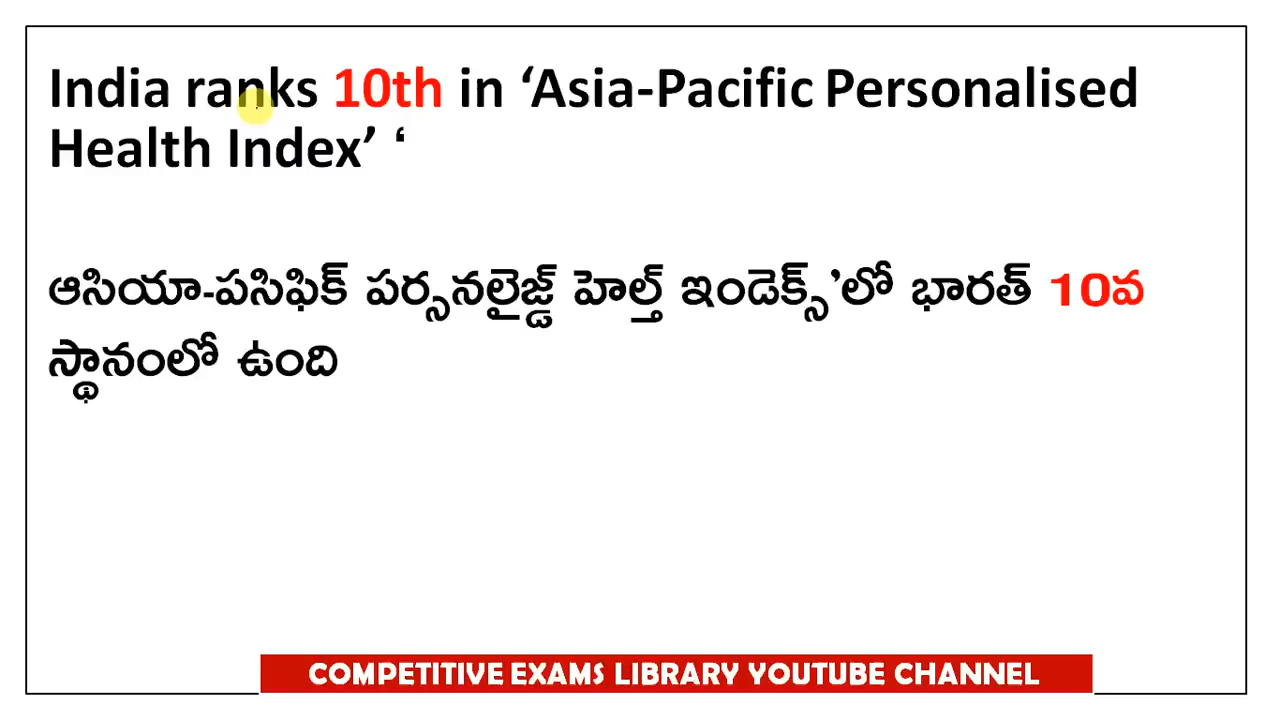 India ranks 10th in ‘Asia-Pacific Personalised
Health Index’ ‘
ఆసియా-పసిఫిక్ పర్సనలైజ్డ్ హెల్త్ ఇండెక్స్’లో భారత్ 10వ
స్థానంలో ఉంది
COMPETITIVE EXAMS LIBRARY YOUTUBE CHANNEL